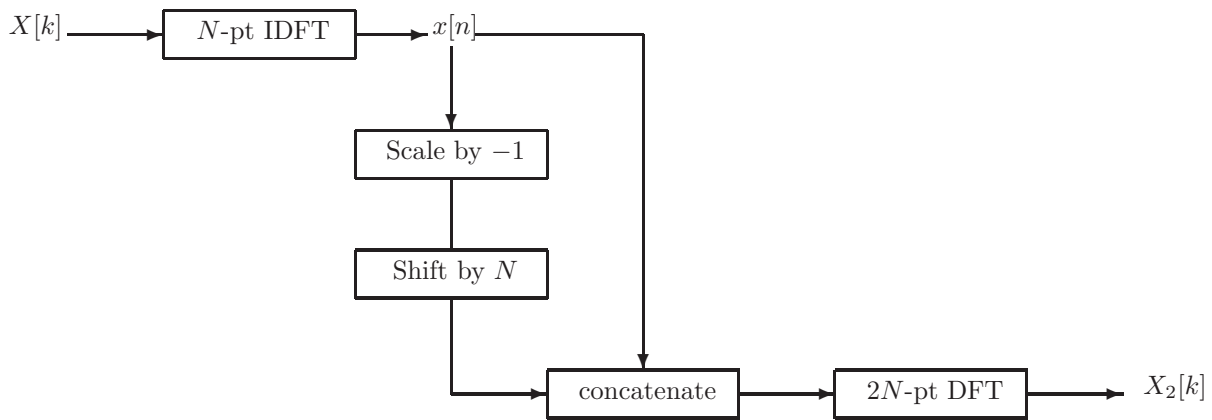 X[k] N-pt IDFT x[n]
Scale by −1
Shift by N
concatenate 2N-pt DFT X₂[k]